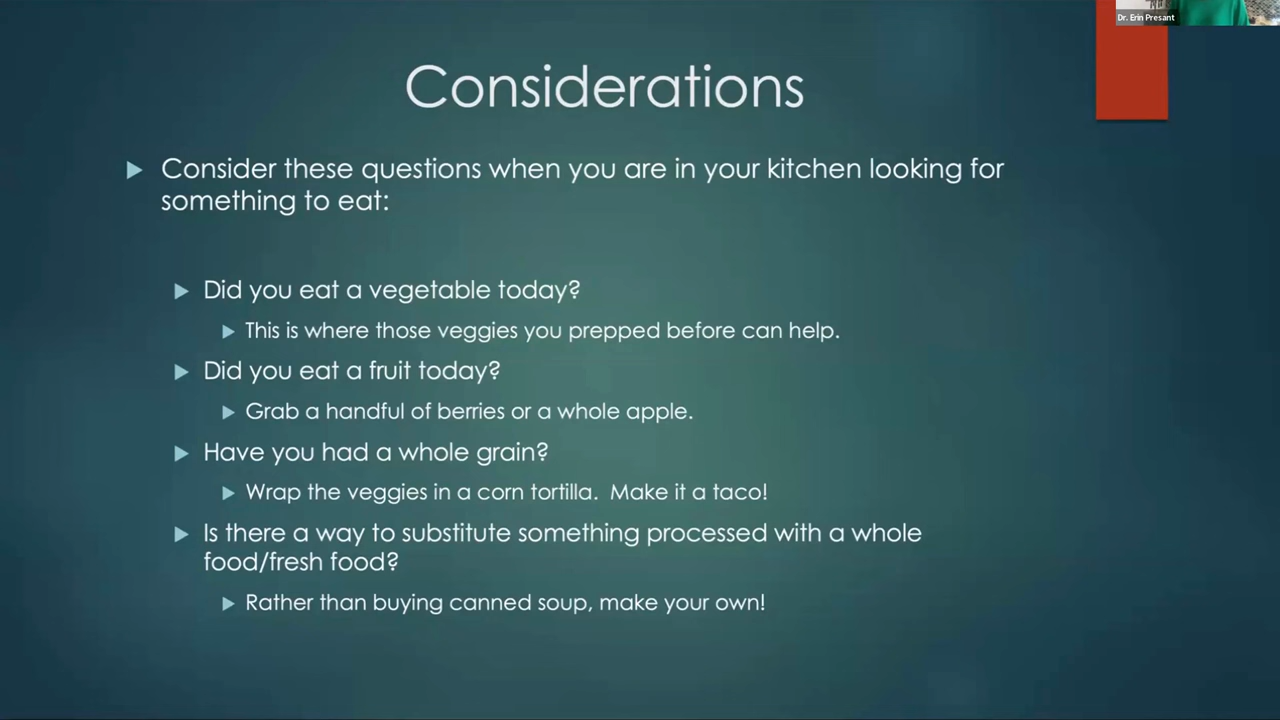 Dr. Erin Presant
Considerations
Consider these questions when you are in your kitchen looking for
something to eat:
Did you eat a vegetable today?
This is where those veggies you prepped before can help.
Did you eat a fruit today?
Grab a handful of berries or a whole apple.
Have you had a whole grain?
Wrap the veggies in a corn tortilla.  Make it a taco!
Is there a way to substitute something processed with a whole
food/fresh food?
Rather than buying canned soup, make your own!